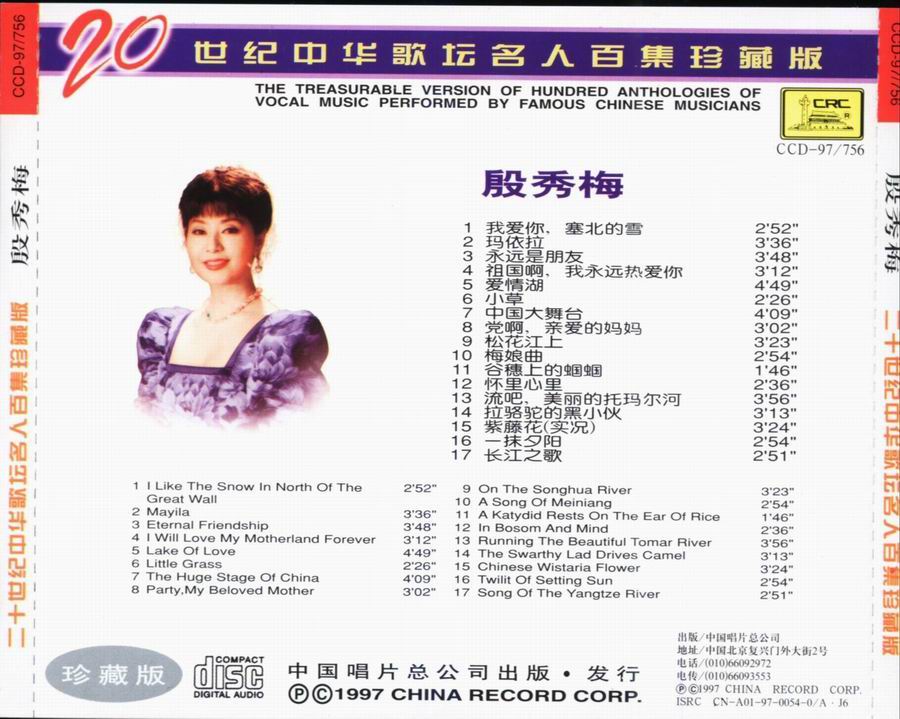 CCD-97/756
20
世纪中华歌坛名人百集珍藏版
THE TREASURABLE VERSION OF HUNDRED ANTHOLOGIES OF
VOCAL MUSIC PERFORMED BY FAMOUS CHINESE MUSICIANS
CRC
R
CCD-97/756
殷秀梅
1 我爱你、塞北的雪 2'52"
2 玛依拉 3'36"
3 永远是朋友 3'48"
4 祖国啊、我永远热爱你 3'12"
5 爱情湖 4'49"
6 小草 2'26"
7 中国大舞台 4'09"
8 党啊、亲爱的妈妈 3'02"
9 松花江上 3'23"
10 梅娘曲 2'54"
11 谷穗上的蝈蝈 1'46"
12 怀里心里 2'36"
13 流吧、美丽的托玛尔河 3'56"
14 拉骆驼的黑小伙 3'13"
15 紫藤花(实况) 3'24"
16 一抹夕阳 2'54"
17 长江之歌 2'51"
1 I Like The Snow In North Of The 2'52"
Great Wall
2 Mayila 3'36"
3 Eternal Friendship 3'48"
4 I Will Love My Motherland Forever 3'12"
5 Lake Of Love 4'49"
6 Little Grass 2'26"
7 The Huge Stage Of China 4'09"
8 Party,My Beloved Mother 3'02"
9 On The Songhua River 3'23"
10 A Song Of Meiniang 2'54"
11 A Katydid Rests On The Ear Of Rice 1'46"
12 In Bosom And Mind 2'36"
13 Running The Beautiful Tomar River 3'56"
14 The Swarthy Lad Drives Camel 3'13"
15 Chinese Wistaria Flower 3'24"
16 Twilit Of Setting Sun 2'54"
17 Song Of The Yangtze River 2'51"
珍藏版
COMPACT
disc
DIGITAL AUDIO
中国唱片总公司出版·发行
ⓅⒸ1997 CHINA RECORD CORP.
出版/中国唱片总公司
地址/中国北京复兴门外大街2号
电话/(010)66092972
电传/(010)66093553
ⓅⒸ1997 CHINA RECORD CORP.
ISRC CN-A01-97-0054-0/A·J6
殷秀梅
二十世纪中华歌坛名人百集珍藏版
CCD-97/756
殷秀梅
二十世纪中华歌坛名人百集珍藏版